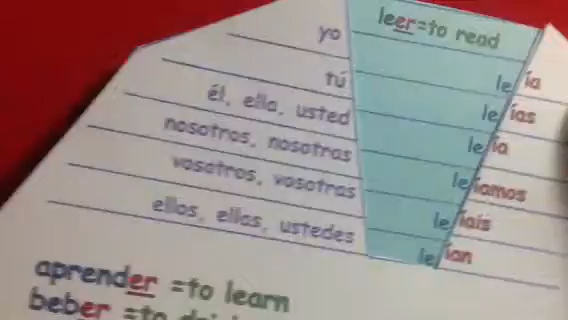 leer=to read
yo le ía
tú le ías
él, ella, usted le ía
nosotros, nosotras le íamos
vosotros, vosotras le íais
ellos, ellas, ustedes le ían
aprender =to learn
beber =to